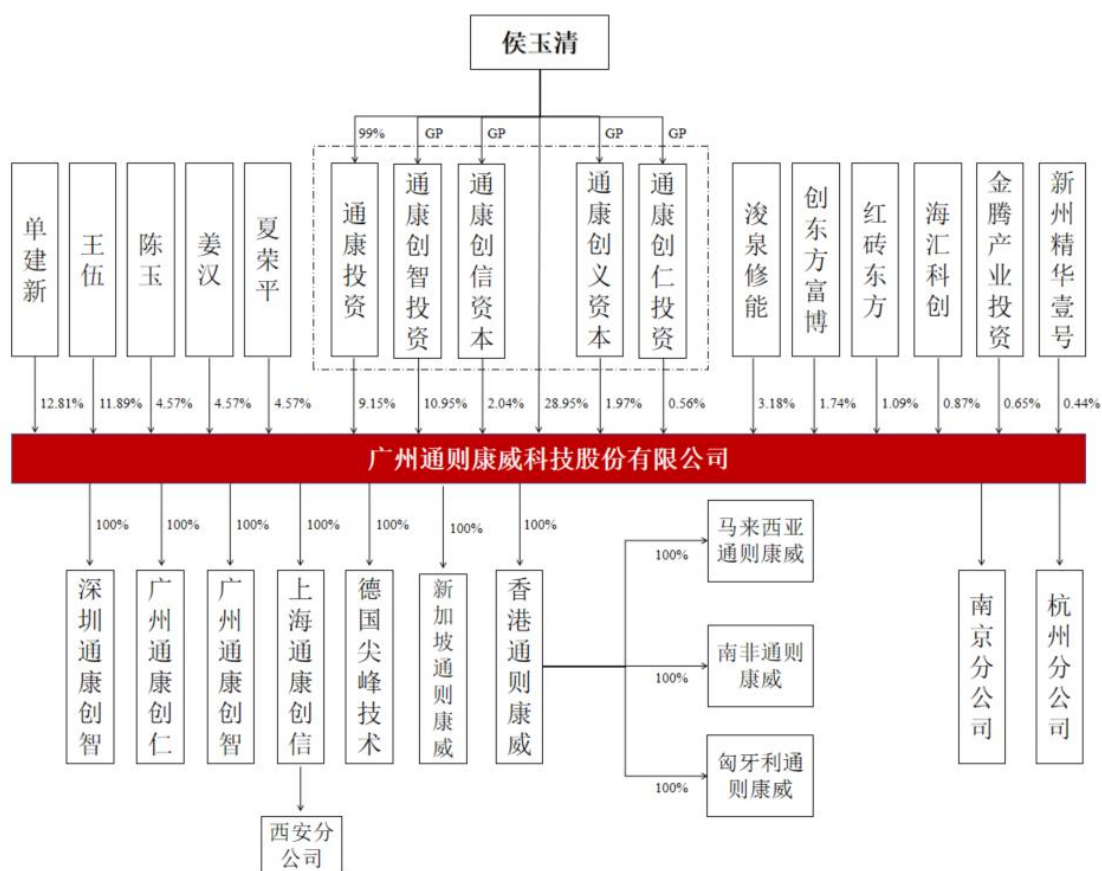 侯玉清
99%
GP
GP
GP
GP
单建新
王伍
陈玉
姜汉
夏荣平
通康投资
通康创智投资
通康创信资本
通康创义资本
通康创仁投资
浚泉修能
创东方富博
红砖东方
海汇科创
金腾产业投资
新州精华壹号
12.81%
11.89%
4.57%
4.57%
4.57%
9.15%
10.95%
2.04%
28.95%
1.97%
0.56%
3.18%
1.74%
1.09%
0.87%
0.65%
0.44%
广州通则康威科技股份有限公司
100%
100%
100%
100%
100%
100%
100%
深圳通康创智
广州通康创仁
广州通康创智
上海通康创信
德国尖峰技术
新加坡通则康威
香港通则康威
100%
马来西亚
通则康威
100%
南非通则
康威
100%
匈牙利通
则康威
南京分公司
杭州分公司
西安分
公司